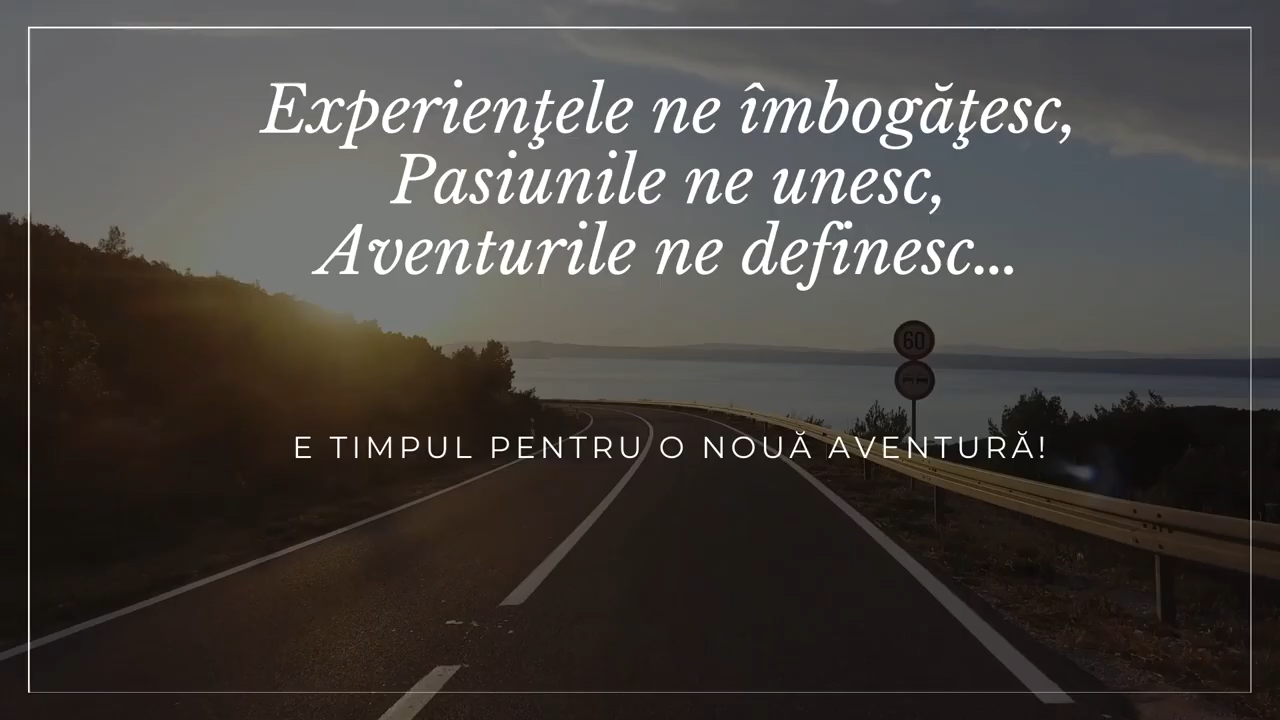 Experienţele ne îmbogăţesc,
Pasiunile ne unesc,
Aventurile ne definesc...
60
E TIMPUL PENTRU O NOUĂ AVENTURĂ!